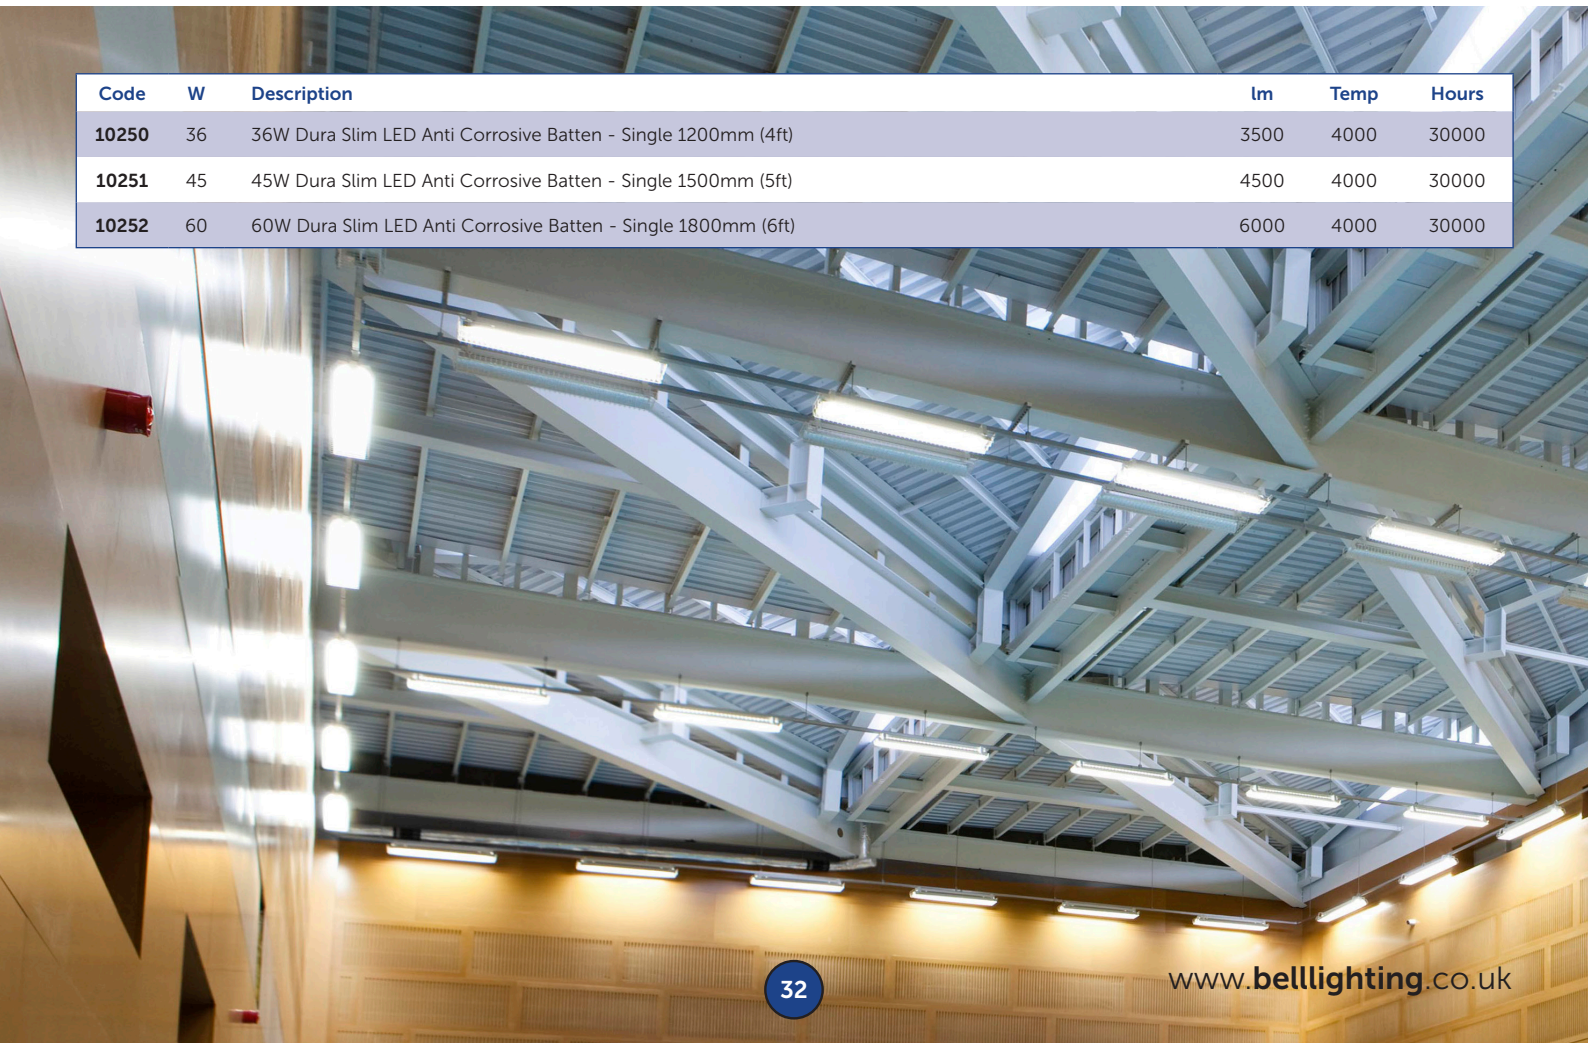 Code W Description lm Temp Hours
10250 36 36W Dura Slim LED Anti Corrosive Batten - Single 1200mm (4ft) 3500 4000 30000
10251 45 45W Dura Slim LED Anti Corrosive Batten - Single 1500mm (5ft) 4500 4000 30000
10252 60 60W Dura Slim LED Anti Corrosive Batten - Single 1800mm (6ft) 6000 4000 30000
32
www.belllighting.co.uk